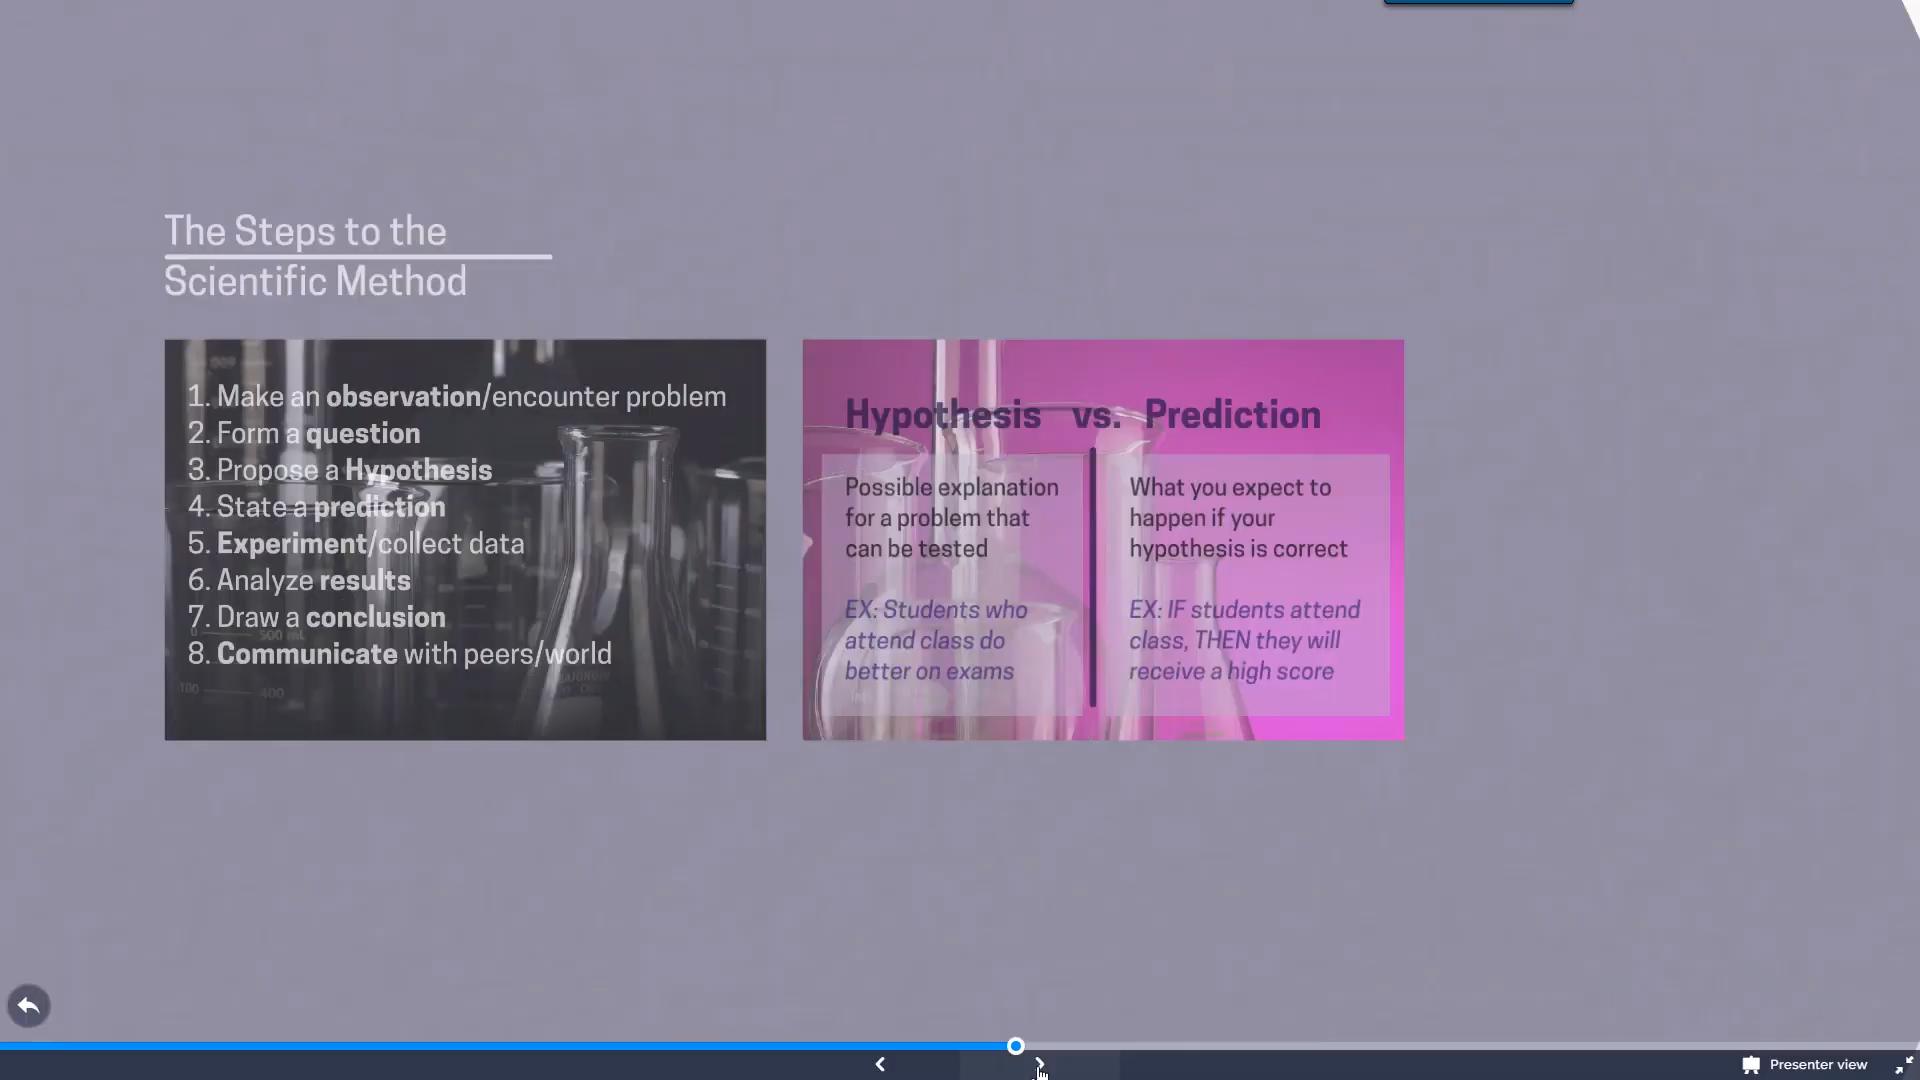 The Steps to the
Scientific Method
1. Make an observation/encounter problem
2. Form a question
3. Propose a Hypothesis
4. State a prediction
5. Experiment/collect data
6. Analyze results
7. Draw a conclusion
8. Communicate with peers/world
500 mL
100
400
Hypothesis vs. Prediction
Possible explanation
for a problem that
can be tested
EX: Students who
attend class do
better on exams
What you expect to
happen if your
hypothesis is correct
EX: IF students attend
class, THEN they will
receive a high score
Presenter view